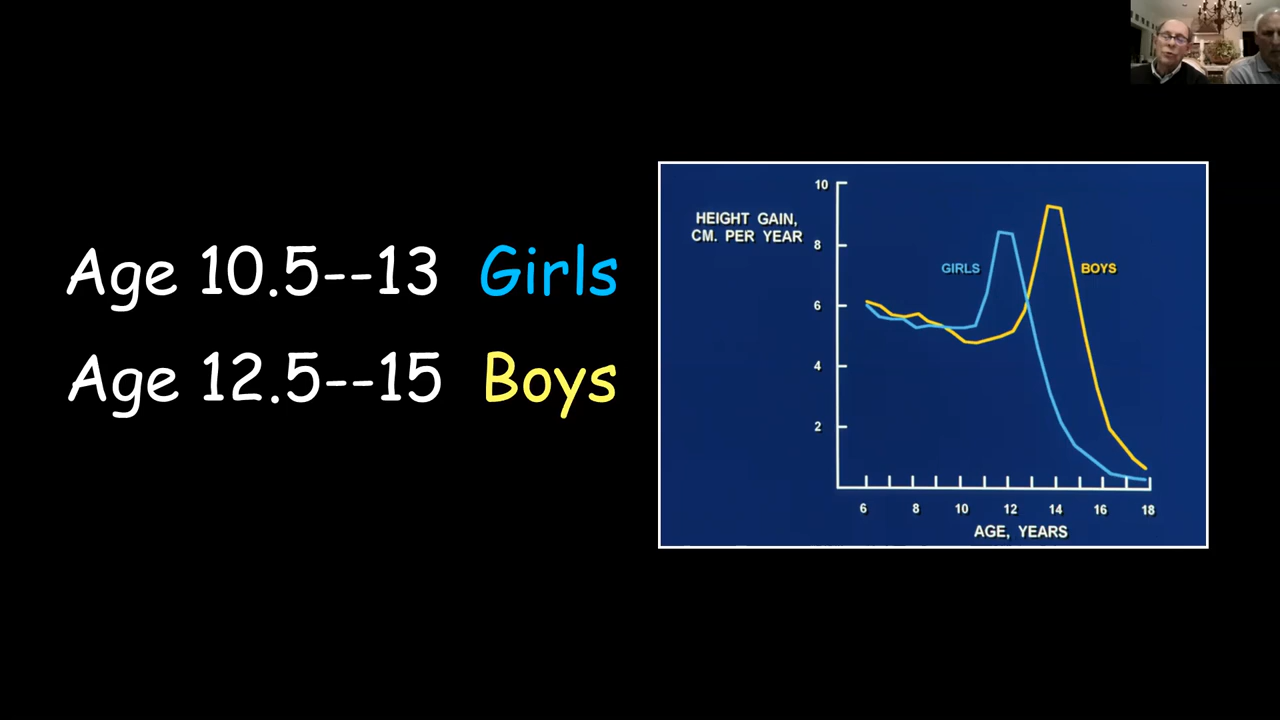 Age 10.5--13 Girls
Age 12.5--15 Boys
HEIGHT GAIN,
CM. PER YEAR
10
8
6
4
2
GIRLS
BOYS
6 8 10 12 14 16 18
AGE, YEARS